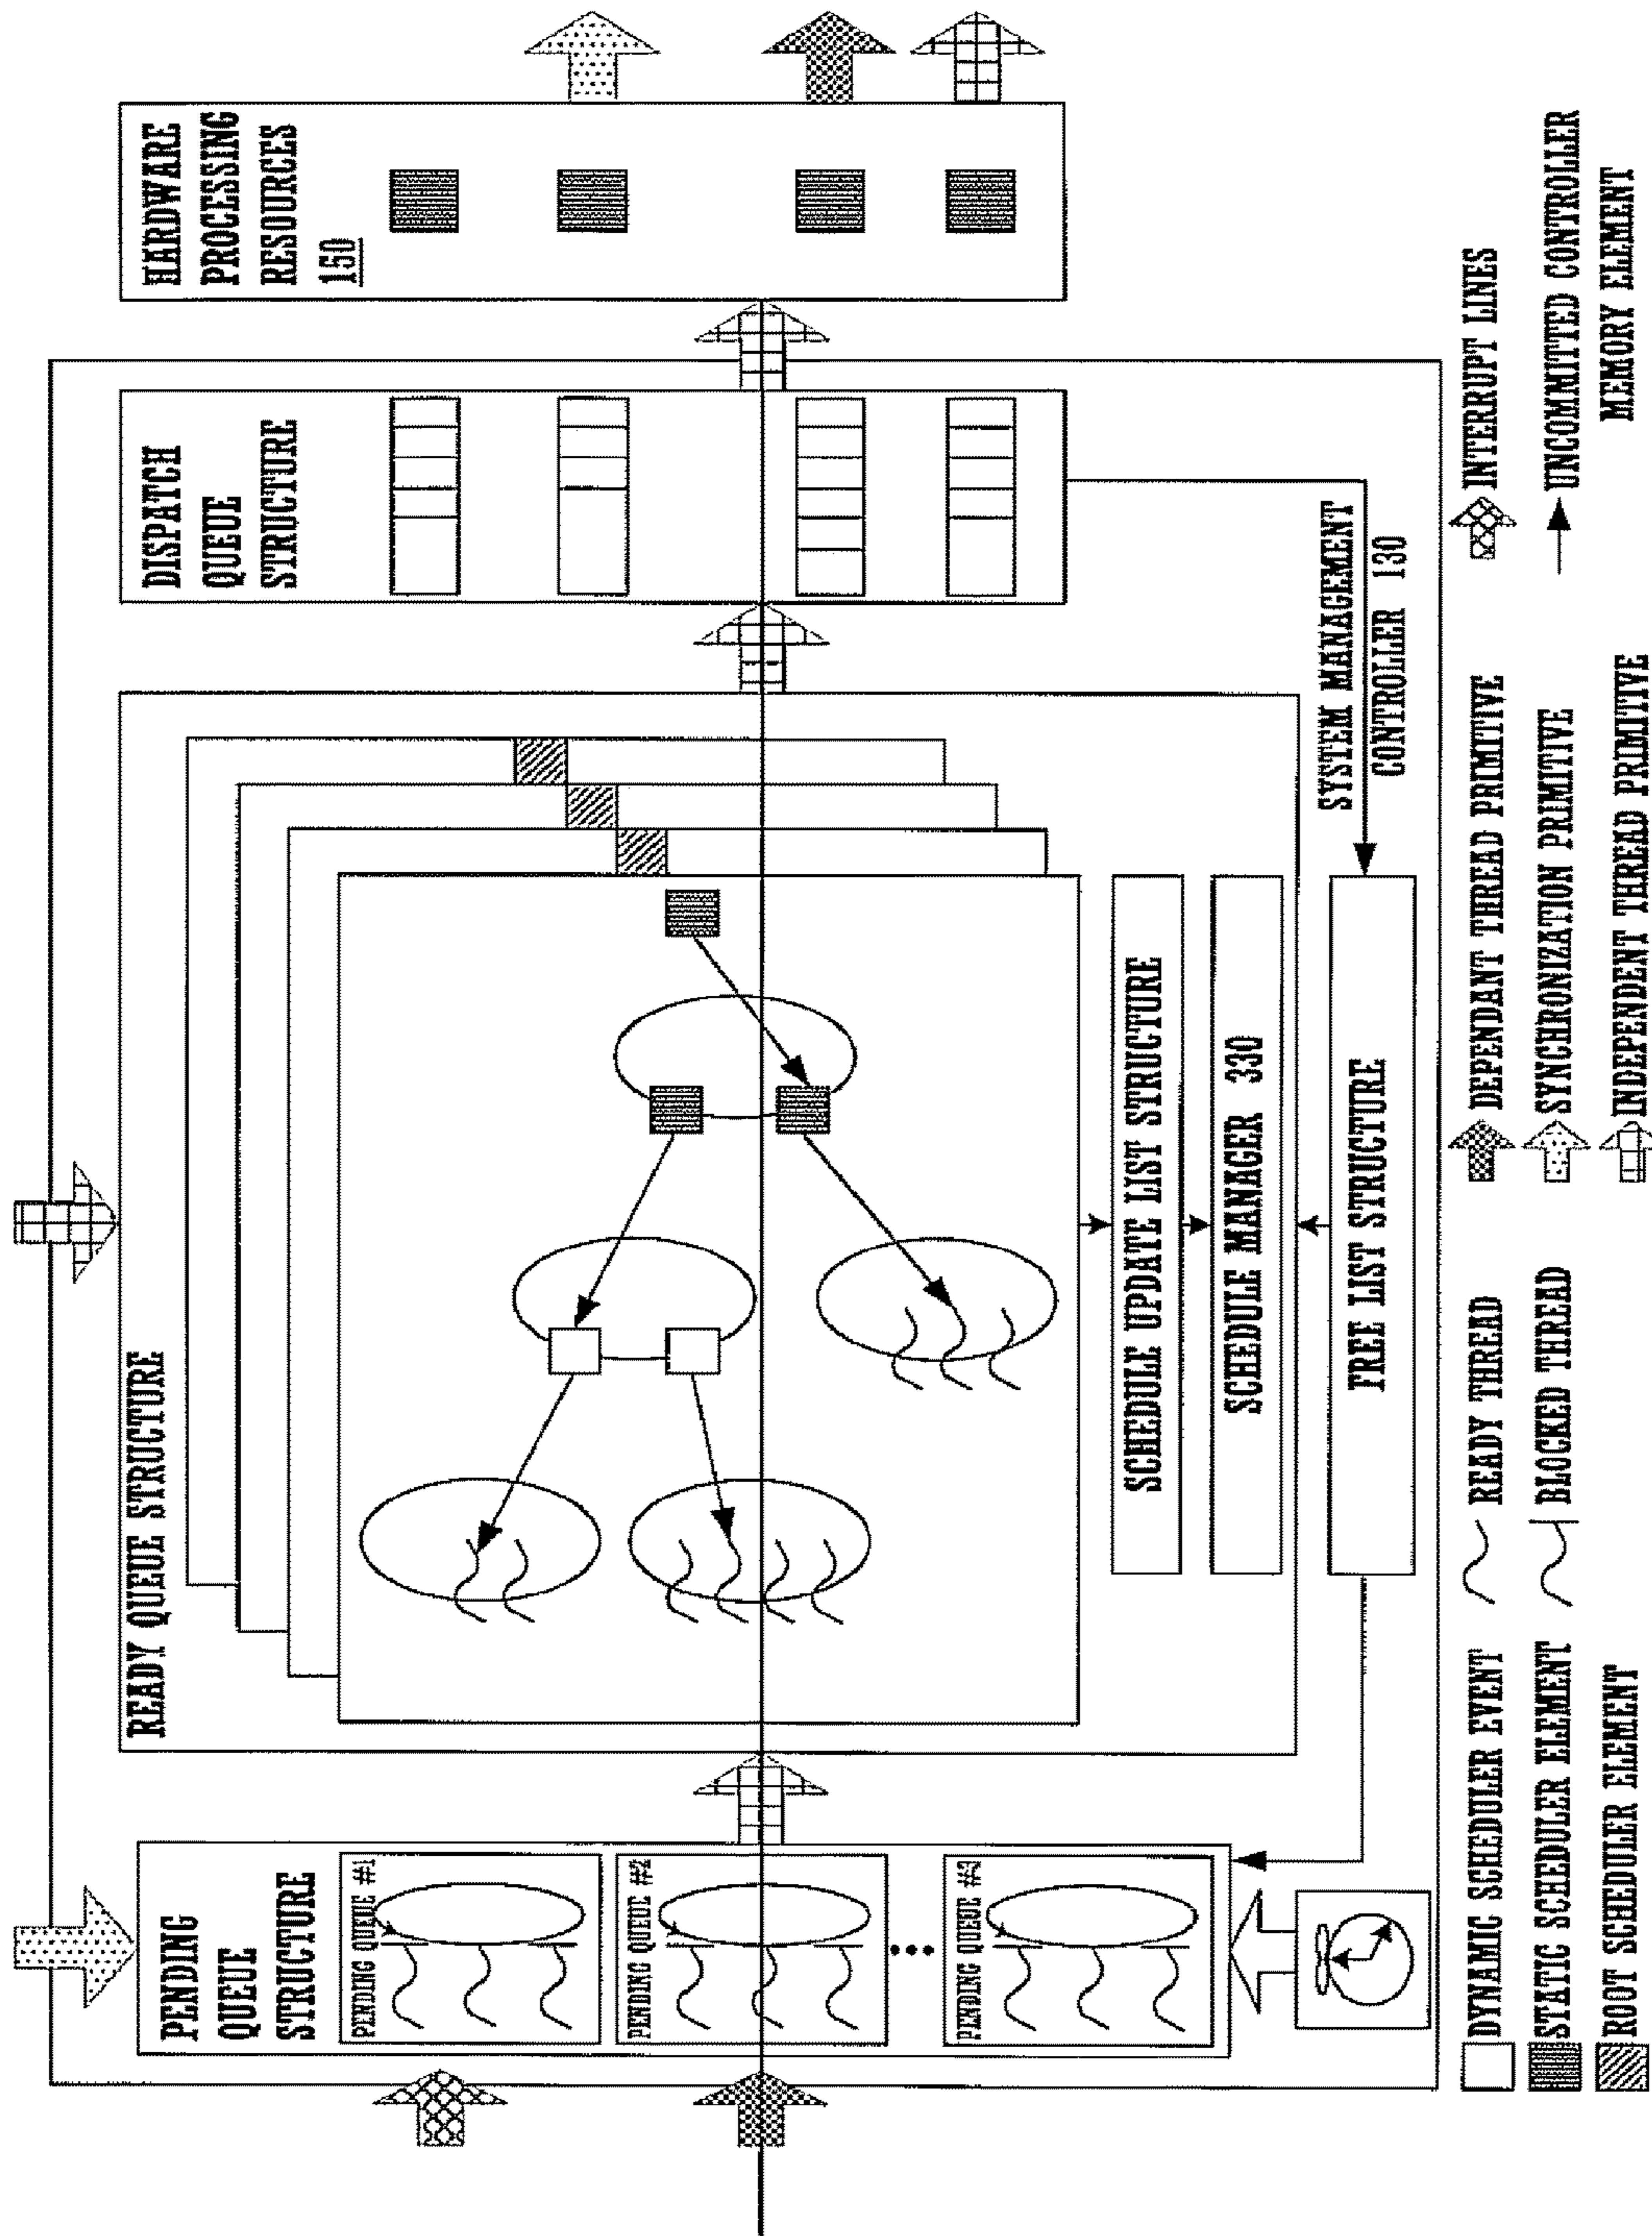 PENDING
QUEUE
STRUCTURE
PENDING QUEUE #1
PENDING QUEUE #2
PENDING QUEUE #3
READY QUEUE STRUCTURE
SCHEDULE UPDATE LIST STRUCTURE
SCHEDULE MANAGER 330
FREE LIST STRUCTURE
DISPATCH
QUEUE
STRUCTURE
SYSTEM MANAGEMENT
CONTROLLER 130
HARDWARE
PROCESSING
RESOURCES
150
DYNAMIC SCHEDULER EVENT
STATIC SCHEDULER ELEMENT
ROOT SCHEDULER ELEMENT
READY THREAD
BLOCKED THREAD
DEPENDANT THREAD PRIMITIVE
SYNCHRONIZATION PRIMITIVE
INDEPENDENT THREAD PRIMITIVE
INTERRUPT LINES
UNCOMMITED CONTROLLER
MEMORY ELEMENT